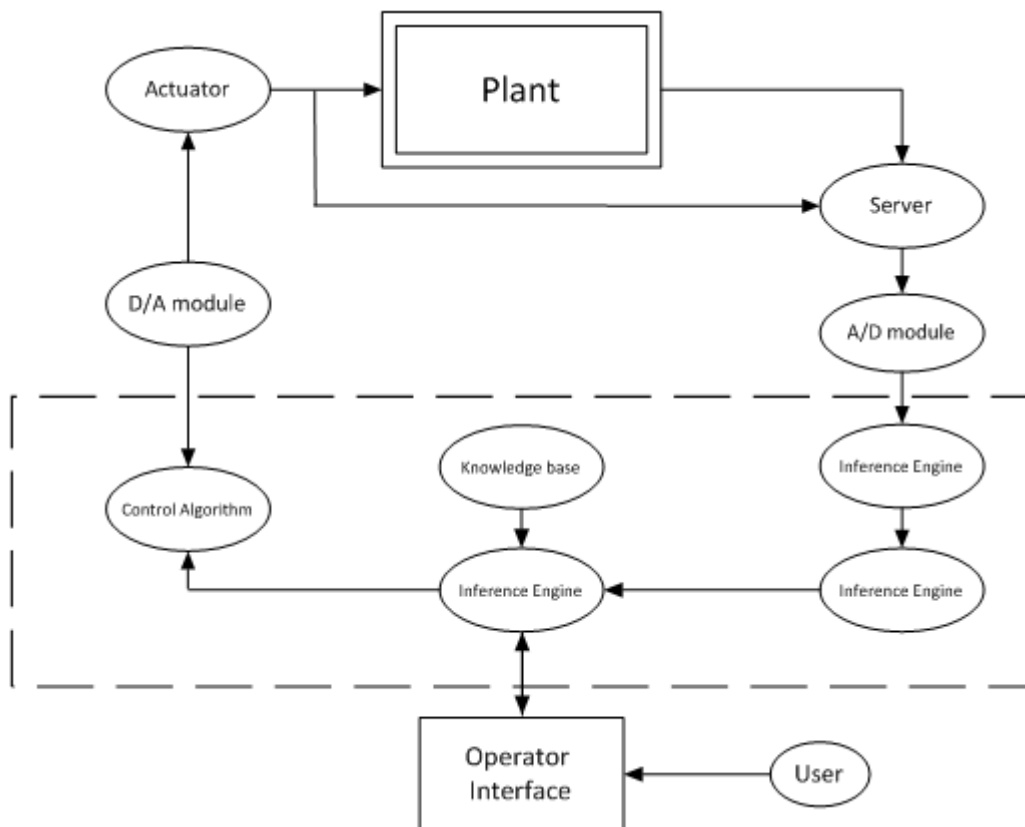 Actuator
Plant
Server
D/A module
A/D module
Knowledge base
Inference Engine
Control Algorithm
Inference Engine
Inference Engine
Operator
Interface
User